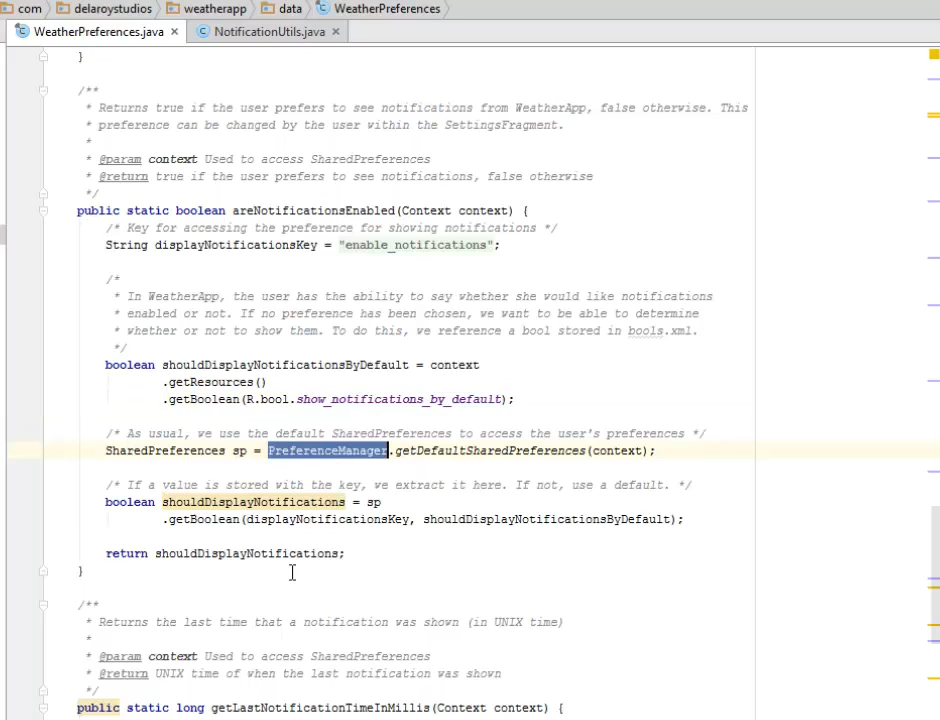 com delaroystudios weatherapp data WeatherPreferences
WeatherPreferences.java × NotificationUtils.java ×
}
/**
* Returns true if the user prefers to see notifications from WeatherApp, false otherwise. This
* preference can be changed by the user within the SettingsFragment.
*
* @param context Used to access SharedPreferences
* @return true if the user prefers to see notifications, false otherwise
*/
public static boolean areNotificationsEnabled(Context context) {
/* Key for accessing the preference for showing notifications */
String displayNotificationsKey = "enable_notifications";
/*
* In WeatherApp, the user has the ability to say whether she would like notifications
* enabled or not. If no preference has been chosen, we want to be able to determine
* whether or not to show them. To do this, we reference a bool stored in bools.xml.
*/
boolean shouldDisplayNotificationsByDefault = context
.getResources()
.getBoolean(R.bool.show_notifications_by_default);
/* As usual, we use the default SharedPreferences to access the user's preferences */
SharedPreferences sp = PreferenceManager.getDefaultSharedPreferences(context);
/* If a value is stored with the key, we extract it here. If not, use a default. */
boolean shouldDisplayNotifications = sp
.getBoolean(displayNotificationsKey, shouldDisplayNotificationsByDefault);
return shouldDisplayNotifications;
}
/**
* Returns the last time that a notification was shown (in UNIX time)
*
* @param context Used to access SharedPreferences
* @return UNIX time of when the last notification was shown
*/
public static long getLastNotificationTimeInMillis(Context context) {